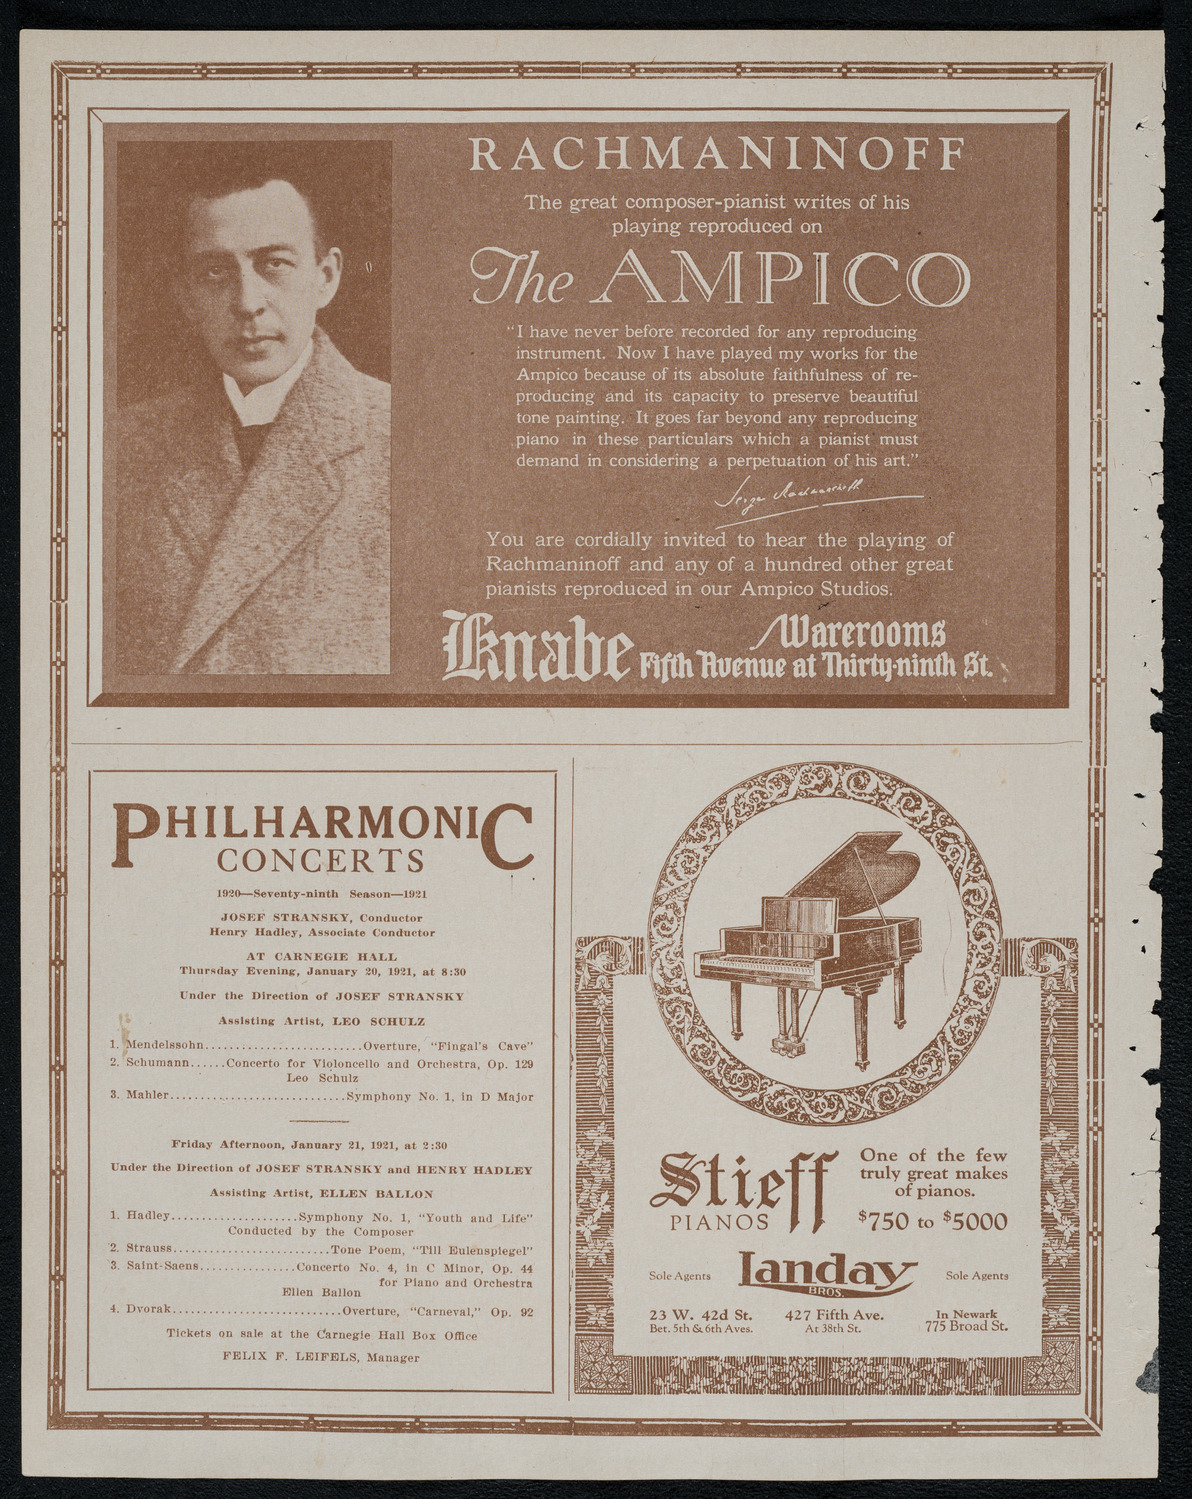 RACHMANINOFF
The great composer-pianist writes of his
playing reproduced on
The AMPICO
"I have never before recorded for any reproducing
instrument. Now I have played my works for the
Ampico because of its absolute faithfulness of re-
producing and its capacity to preserve beautiful
tone painting. It goes far beyond any reproducing
piano in these particulars which a pianist must
demand in considering a perpetuation of his art."
Serge Rachmaninoff
You are cordially invited to hear the playing of
Rachmaninoff and any of a hundred other great
pianists reproduced in our Ampico Studios.
Knabe Warerooms
Fifth Avenue at Thirty-ninth St.
PHILHARMONIC
CONCERTS
1920—Seventy-ninth Season—1921
JOSEF STRANSKY, Conductor
Henry Hadley, Associate Conductor
AT CARNEGIE HALL
Thursday Evening, January 20, 1921, at 8:30
Under the Direction of JOSEF STRANSKY
Assisting Artist, LEO SCHULZ
1. Mendelssohn..........................Overture, "Fingal's Cave"
2. Schumann......Concerto for Violoncello and Orchestra, Op. 129
Leo Schulz
3. Mahler.............................Symphony No. 1, in D Major
Friday Afternoon, January 21, 1921, at 2:30
Under the Direction of JOSEF STRANSKY and HENRY HADLEY
Assisting Artist, ELLEN BALLON
1. Hadley.....................Symphony No. 1, "Youth and Life"
Conducted by the Composer
2. Strauss..........................Tone Poem, "Till Eulenspiegel"
3. Saint-Saens................Concerto No. 4, in C Minor, Op. 44
for Piano and Orchestra
Ellen Ballon
4. Dvorak............................Overture, "Carneval," Op. 92
Tickets on sale at the Carnegie Hall Box Office
FELIX F. LEIFELS, Manager
Stieff
PIANOS
One of the few
truly great makes
of pianos.
$750 to $5000
Sole Agents
Landay
BROS.
Sole Agents
23 W. 42d St.
Bet. 5th & 6th Aves.
427 Fifth Ave.
At 38th St.
In Newark
775 Broad St.